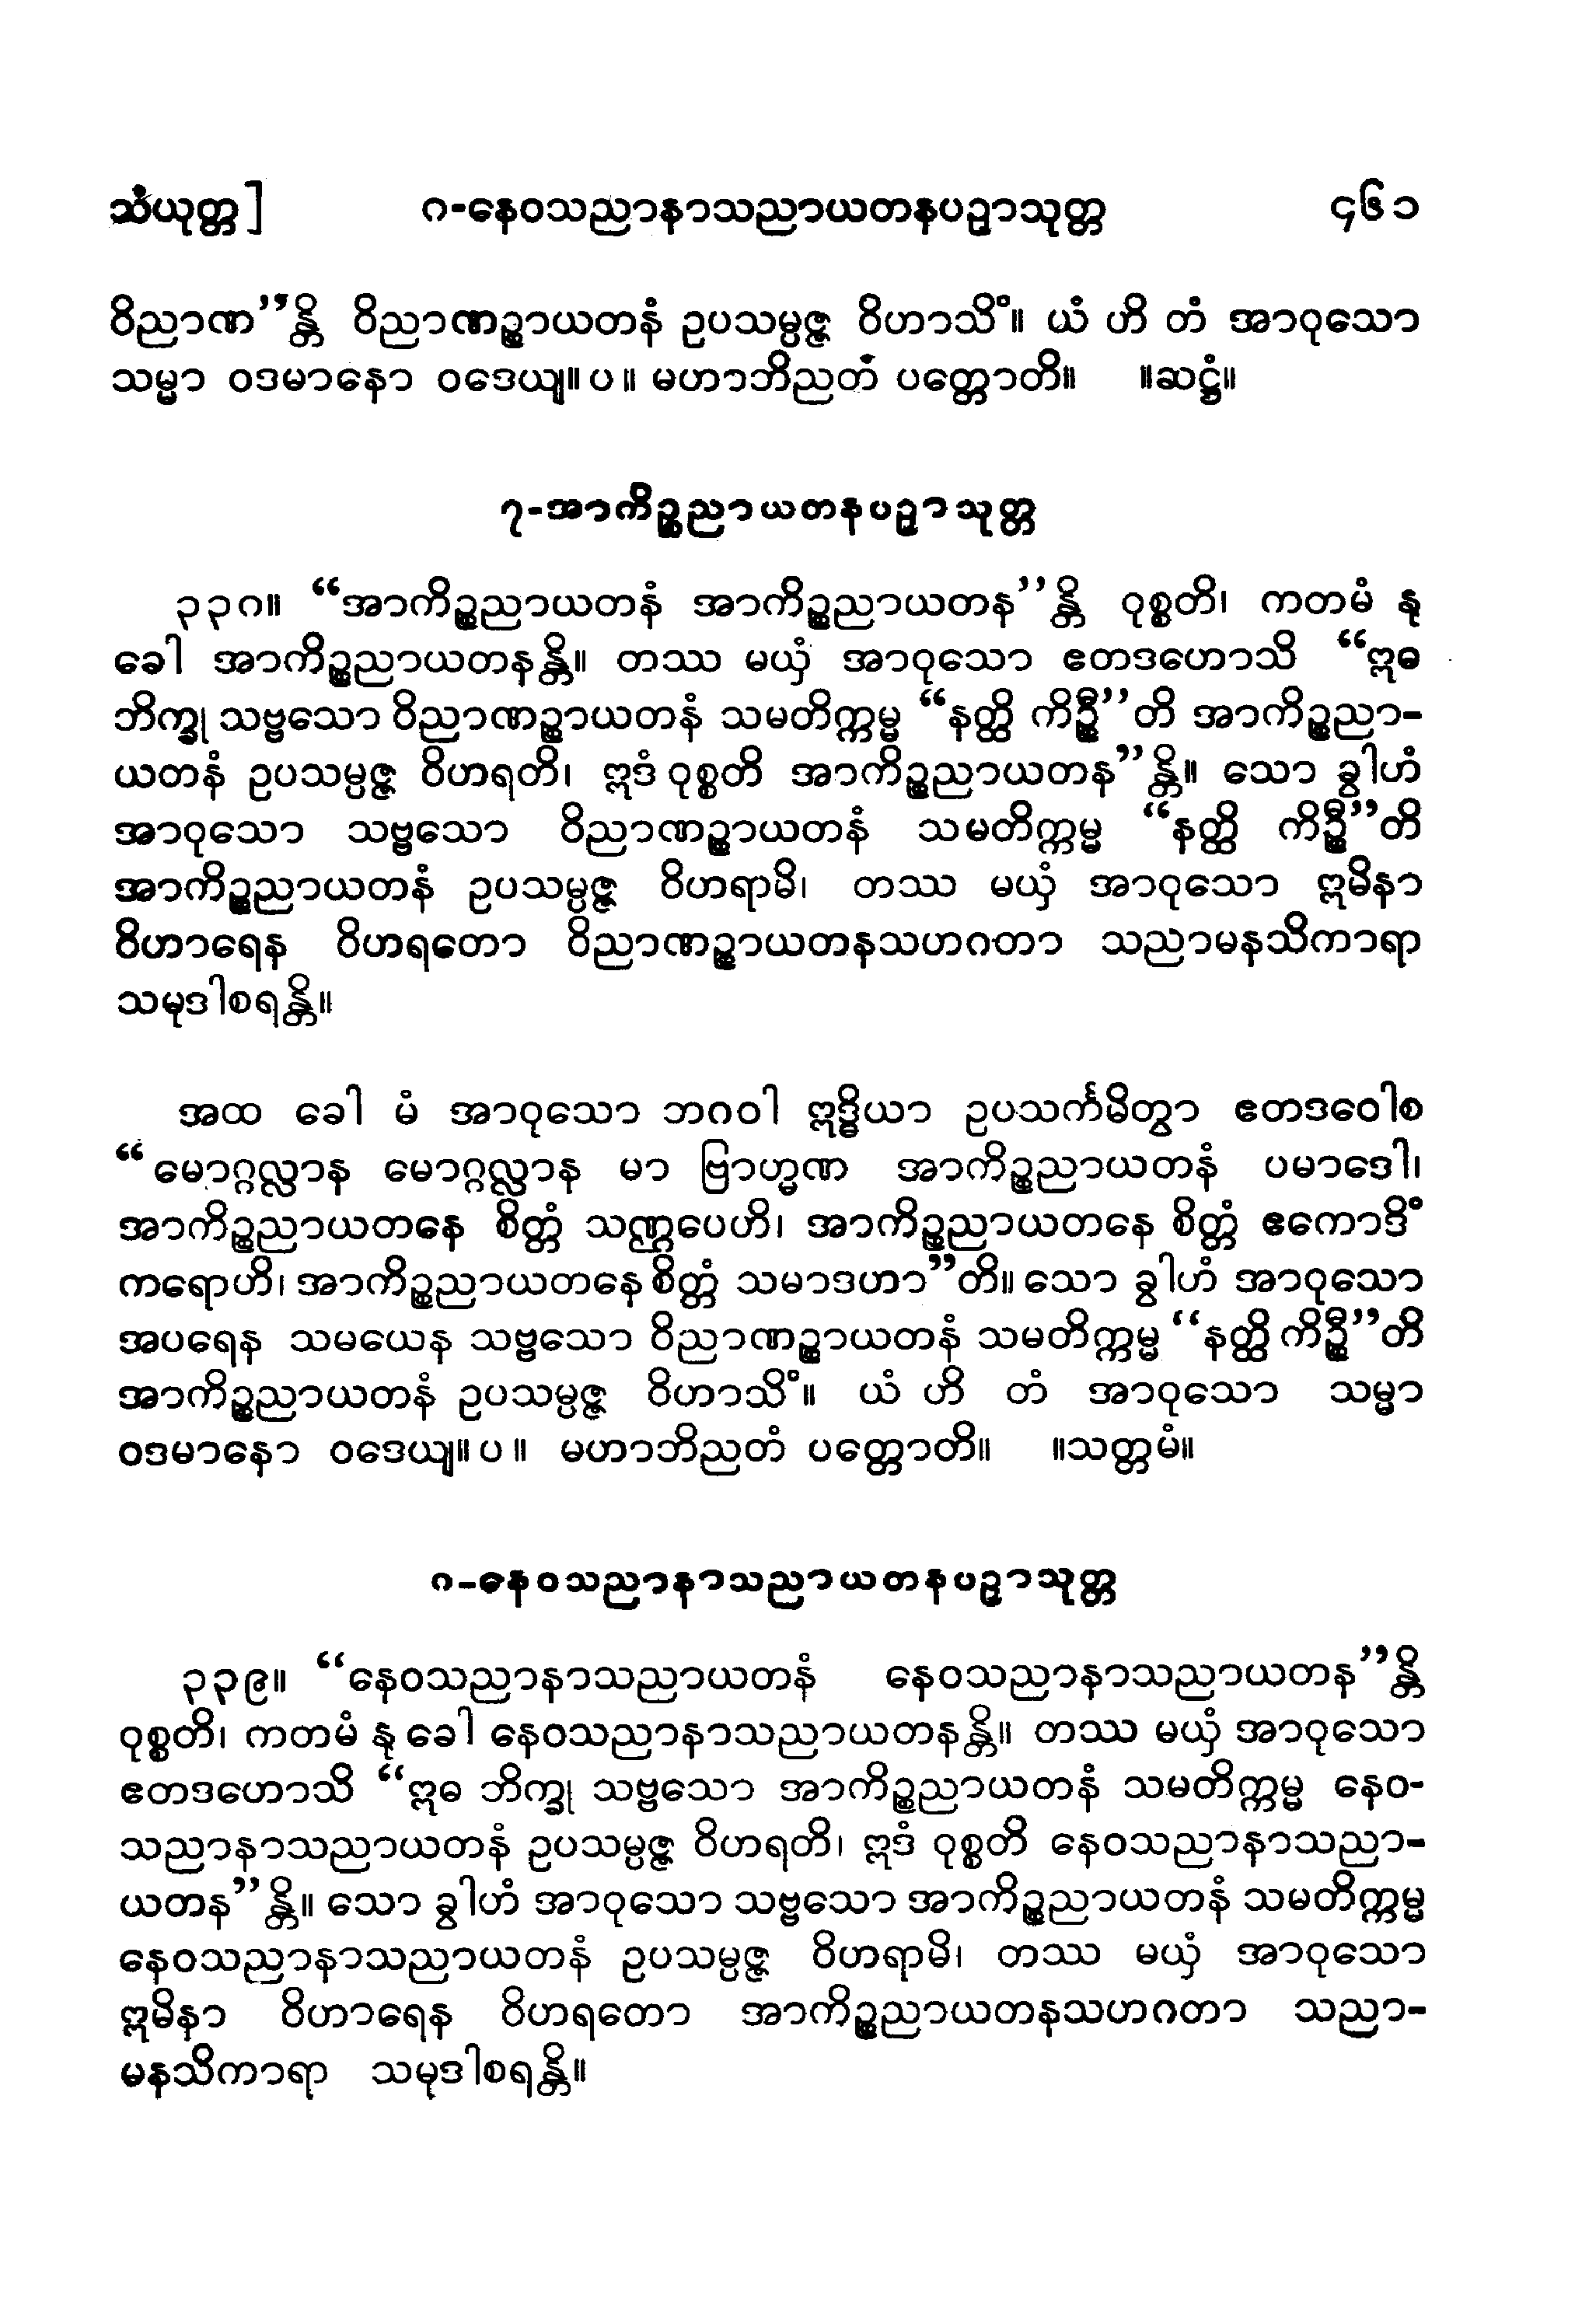 သံယုတ္တ] ၈-နေဝသညာနာသညာယတနပဉှာသုတ္တ ၄၆၁
ဝိညာဏ”န္တိ ဝိညာဏဉ္စာယတနံ ဥပသမ္ပဇ္ဇ ဝိဟာသိံ။ ယံ ဟိ တံ အာဝုသော
သမ္မာ ဝဒမာနော ဝဒေယျ။ ပ။ မဟာဘိညတံ ပတ္တောတိ။ ။ဆဋ္ဌံ။
၇-အာကိဉ္စညာယတနပဉှာသုတ္တ
၃၃၈။ “အာကိဉ္စညာယတနံ အာကိဉ္စညာယတန”န္တိ ဝုစ္စတိ၊ ကတမံ နု
ခေါ အာကိဉ္စညာယတနန္တိ။ တဿ မယှံ အာဝုသော ဧတဒဟောသိ “ဣဓ
ဘိက္ခု သဗ္ဗသော ဝိညာဏဉ္စာယတနံ သမတိက္ကမ္မ “နတ္ထိ ကိဉ္စီ”တိ အာကိဉ္စညာ-
ယတနံ ဥပသမ္ပဇ္ဇ ဝိဟရတိ၊ ဣဒံ ဝုစ္စတိ အာကိဉ္စညာယတန”န္တိ။ သော ခွါဟံ
အာဝုသော သဗ္ဗသော ဝိညာဏဉ္စာယတနံ သမတိက္ကမ္မ “နတ္ထိ ကိဉ္စီ”တိ
အာကိဉ္စညာယတနံ ဥပသမ္ပဇ္ဇ ဝိဟရာမိ၊ တဿ မယှံ အာဝုသော ဣမိနာ
ဝိဟာရေန ဝိဟရတော ဝိညာဏဉ္စာယတနသဟဂတာ သညာမနသိကာရာ
သမုဒါစရန္တိ။
အထ ခေါ မံ အာဝုသော ဘဂဝါ ဣဒ္ဓိယာ ဥပသင်္ကမိတွာ ဧတဒဝေါစ
“မောဂ္ဂလ္လာန မောဂ္ဂလ္လာန မာ ဗြာဟ္မဏ အာကိဉ္စညာယတနံ ပမာဒေါ၊
အာကိဉ္စညာယတနေ စိတ္တံ သဏ္ဌပေဟိ၊ အာကိဉ္စညာယတနေ စိတ္တံ ဧကောဒိံ
ကရောဟိ၊ အာကိဉ္စညာယတနေ စိတ္တံ သမာဒဟာ”တိ။ သော ခွါဟံ အာဝုသော
အပရေန သမယေန သဗ္ဗသော ဝိညာဏဉ္စာယတနံ သမတိက္ကမ္မ “နတ္ထိ ကိဉ္စီ”တိ
အာကိဉ္စညာယတနံ ဥပသမ္ပဇ္ဇ ဝိဟာသိံ။ ယံ ဟိ တံ အာဝုသော သမ္မာ
ဝဒမာနော ဝဒေယျ။ ပ။ မဟာဘိညတံ ပတ္တောတိ။ ။သတ္တမံ။
၈-နေဝသညာနာသညာယတနပဉှာသုတ္တ
၃၃၉။ “နေဝသညာနာသညာယတနံ နေဝသညာနာသညာယတန”န္တိ
ဝုစ္စတိ၊ ကတမံ နု ခေါ နေဝသညာနာသညာယတနန္တိ။ တဿ မယှံ အာဝုသော
ဧတဒဟောသိ “ဣဓ ဘိက္ခု သဗ္ဗသော အာကိဉ္စညာယတနံ သမတိက္ကမ္မ နေဝ-
သညာနာသညာယတနံ ဥပသမ္ပဇ္ဇ ဝိဟရတိ၊ ဣဒံ ဝုစ္စတိ နေဝသညာနာသညာ-
ယတန”န္တိ။ သော ခွါဟံ အာဝုသော သဗ္ဗသော အာကိဉ္စညာယတနံ သမတိက္ကမ္မ
နေဝသညာနာသညာယတနံ ဥပသမ္ပဇ္ဇ ဝိဟရာမိ၊ တဿ မယှံ အာဝုသော
ဣမိနာ ဝိဟာရေန ဝိဟရတော အာကိဉ္စညာယတနသဟဂတာ သညာ-
မနသိကာရာ သမုဒါစရန္တိ။